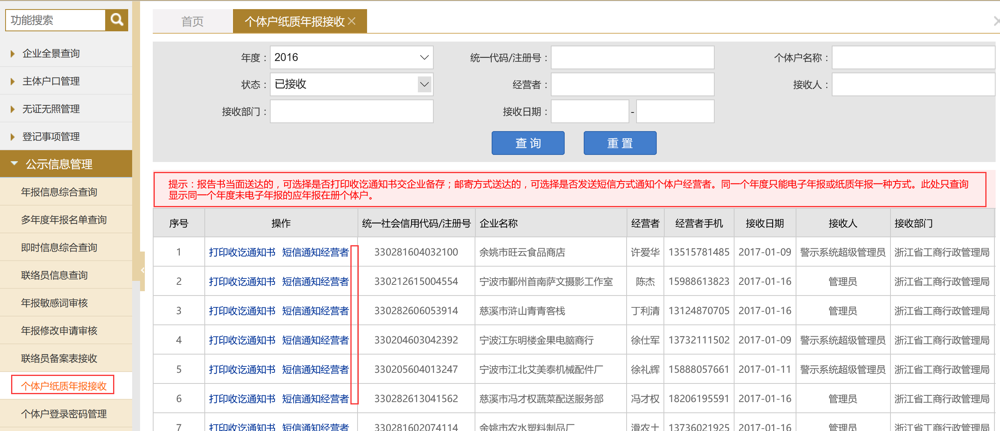 功能搜索
企业全景查询
主体户口管理
无证无照管理
登记事项管理
公示信息管理
年报信息综合查询
多年度年报名单查询
即时信息综合查询
联络员信息查询
年报敏感词审核
年报修改申请审核
联络员备案表接收
个体户纸质年报接收
个体户登录密码管理
首页 个体户纸质年报接收
年度： 2016 统一代码/注册号： 个体户名称：
状态： 已接收 经营者： 接收人：
接收部门： 接收日期： -
查 询 重 置
提示：报告书当面送达的，可选择是否打印收讫通知书交企业备存；邮寄方式送达的，可选择是否发送短信方式通知个体户经营者。同一个年度只能电子年报或纸质年报一种方式。此处只查询
显示同一个年度未电子年报的应年报在册个体户。
序号 操作 统一社会信用代码/注册号 企业名称 经营者 经营者手机 接收日期 接收人 接收部门
1 打印收讫通知书 短信通知经营者 330281604032100 余姚市旺云食品商店 许爱华 13515781485 2017-01-09 警示系统超级管理员 浙江省工商行政管理局
2 打印收讫通知书 短信通知经营者 330212615004554 宁波市鄞州首南萨文摄影工作室 陈杰 15988613823 2017-01-16 管理员 浙江省工商行政管理局
3 打印收讫通知书 短信通知经营者 330282606053914 慈溪市浒山青青客栈 丁利清 13124870705 2017-01-16 管理员 浙江省工商行政管理局
4 打印收讫通知书 短信通知经营者 330204603042392 宁波江东明楼金果电脑商行 徐仕军 13732111502 2017-01-09 警示系统超级管理员 浙江省工商行政管理局
5 打印收讫通知书 短信通知经营者 330205604013247 宁波市江北艾美泰机械配件厂 徐礼辉 15888057661 2017-01-11 警示系统超级管理员 浙江省工商行政管理局
6 打印收讫通知书 短信通知经营者 330282613041562 慈溪市冯才权蔬菜配送服务部 冯才权 18206195591 2017-01-16 管理员 浙江省工商行政管理局
7 打印收讫通知书 短信通知经营者 330281602074114 余姚市农水塑料制品厂 滑农土 13736021925 2017-01-16 管理员 浙江省工商行政管理局